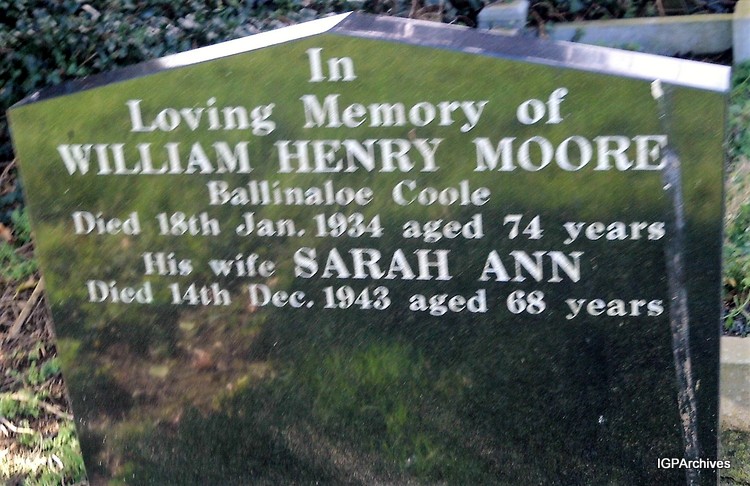 In
Loving Memory of
WILLIAM HENRY MOORE
Ballinaloe Coole
Died 18th Jan. 1934 aged 74 years
His wife SARAH ANN
Died 14th Dec. 1943 aged 68 years
IGPArchives